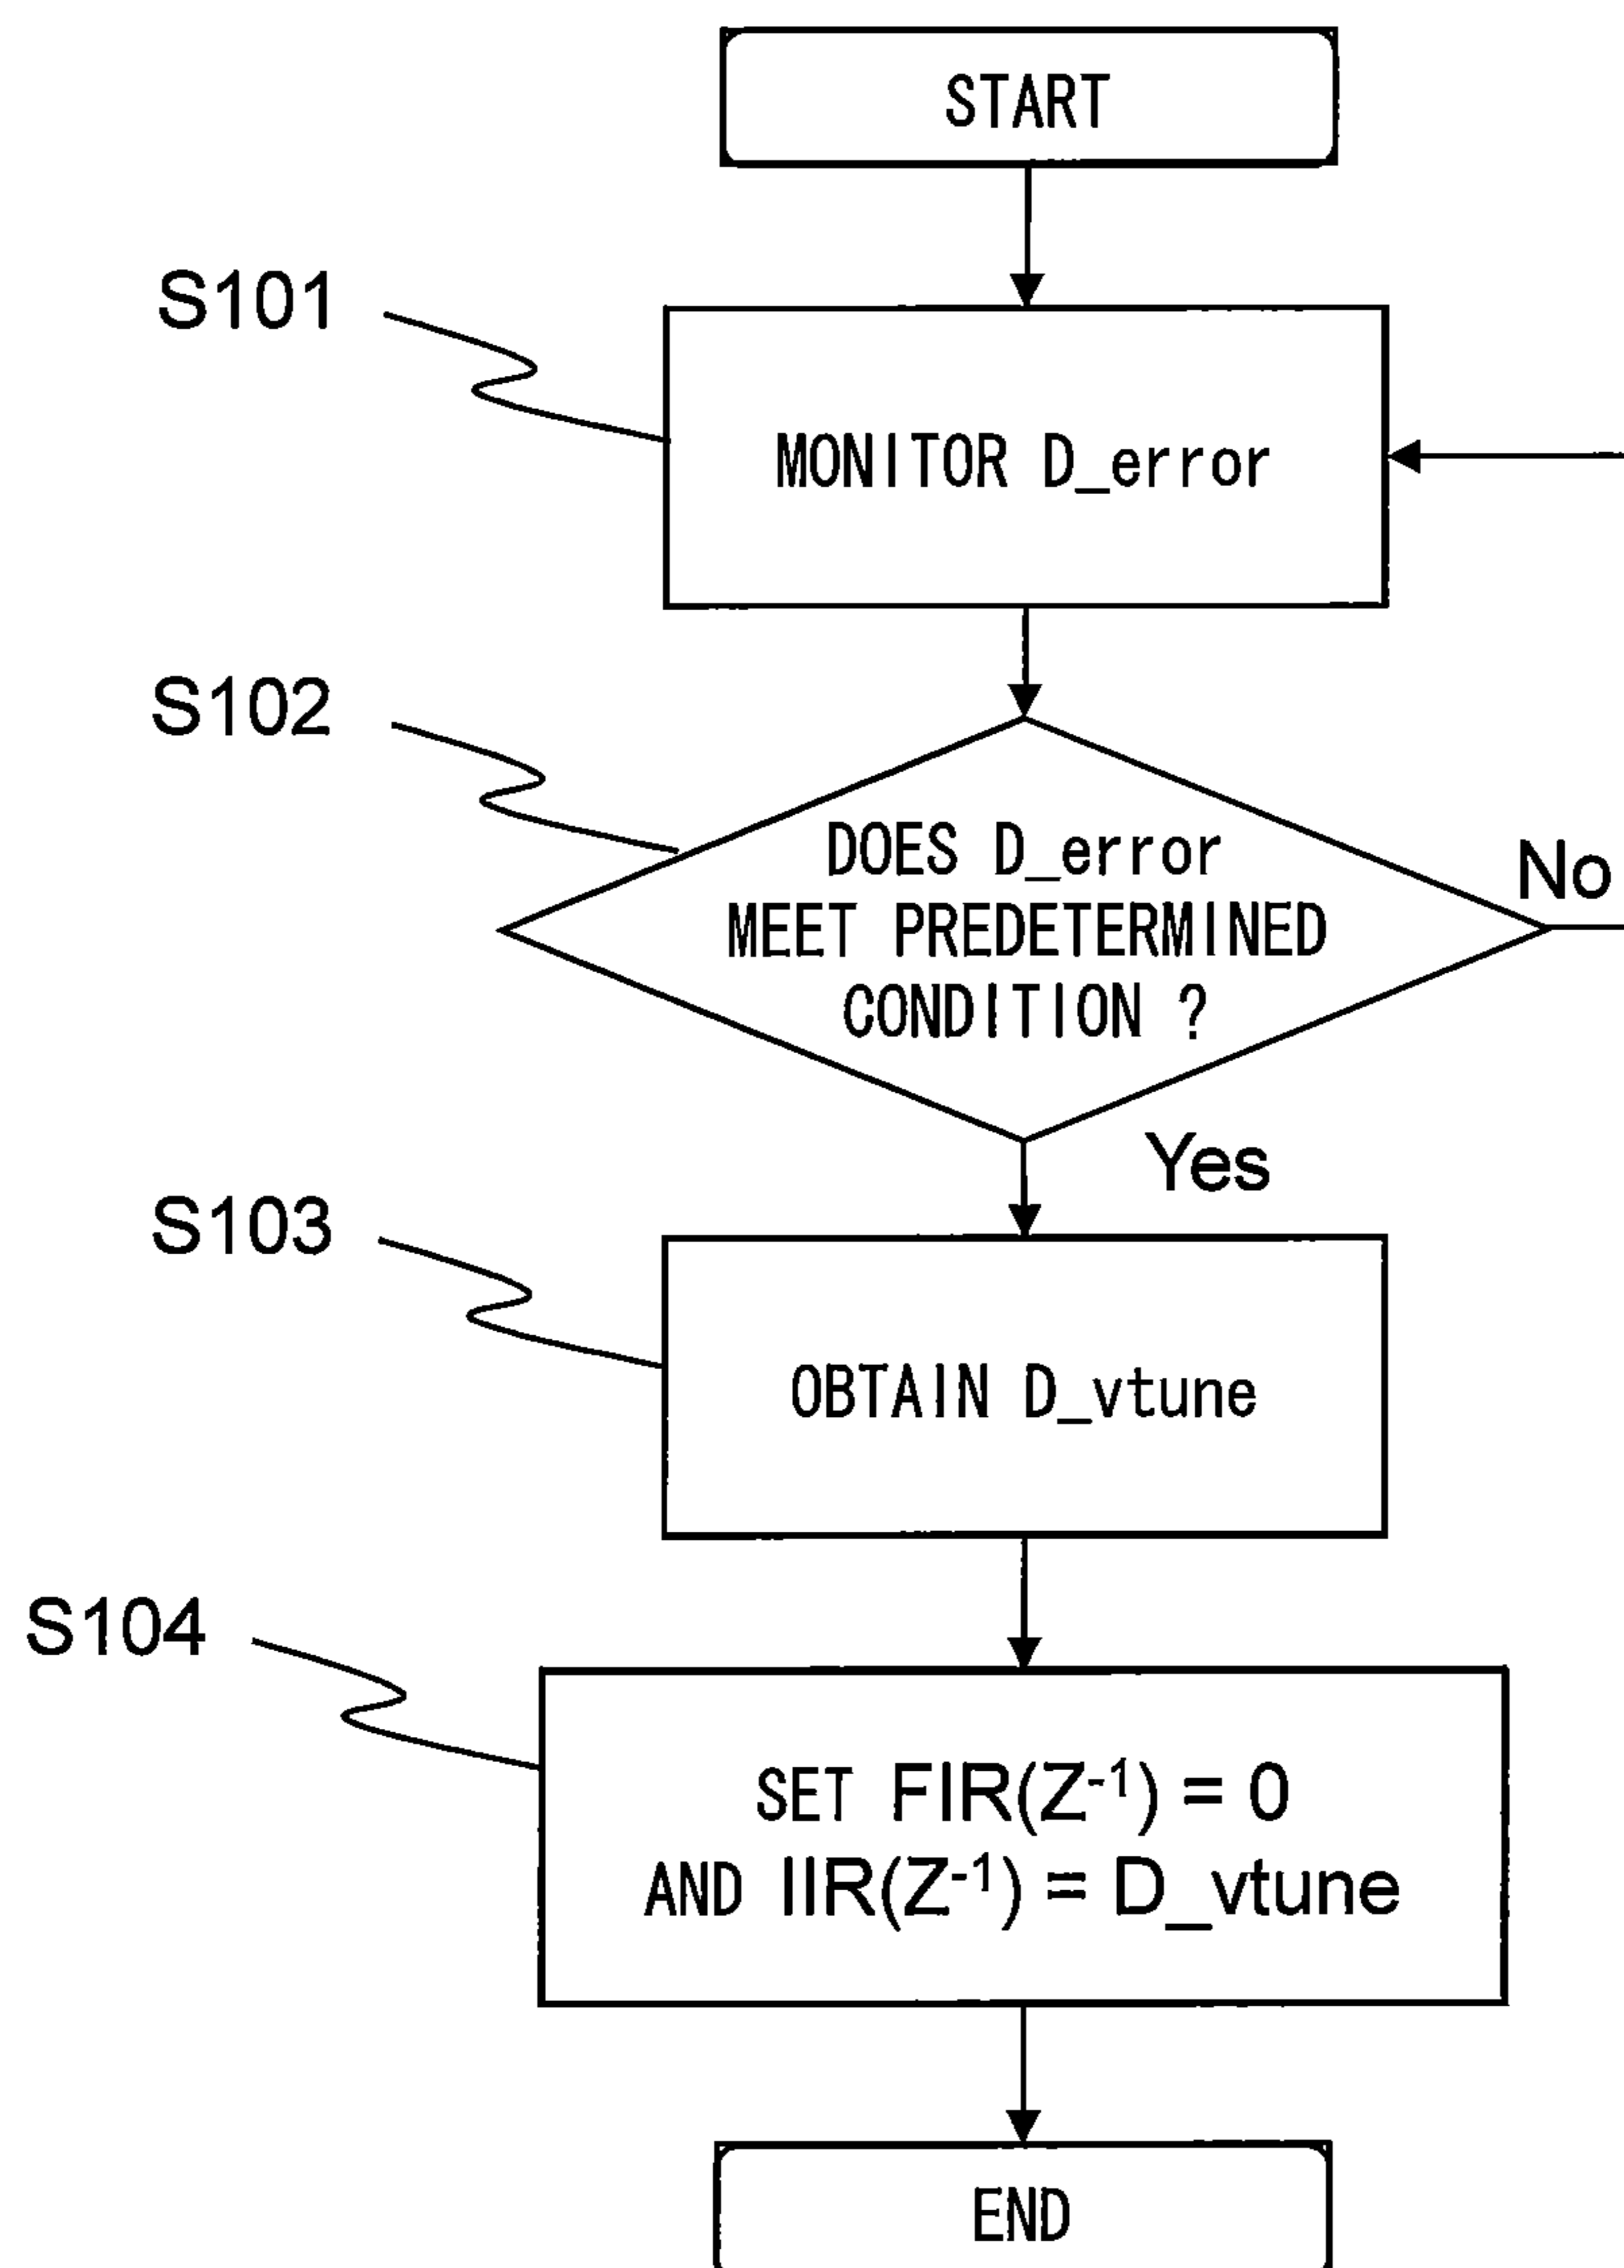 START
S101
MONITOR D_error
S102
DOES D_error
MEET PREDETERMINED
CONDITION ?
No
Yes
S103
OBTAIN D_vtune
S104
SET FIR(Z⁻¹) = 0
AND IIR(Z⁻¹) = D_vtune
END